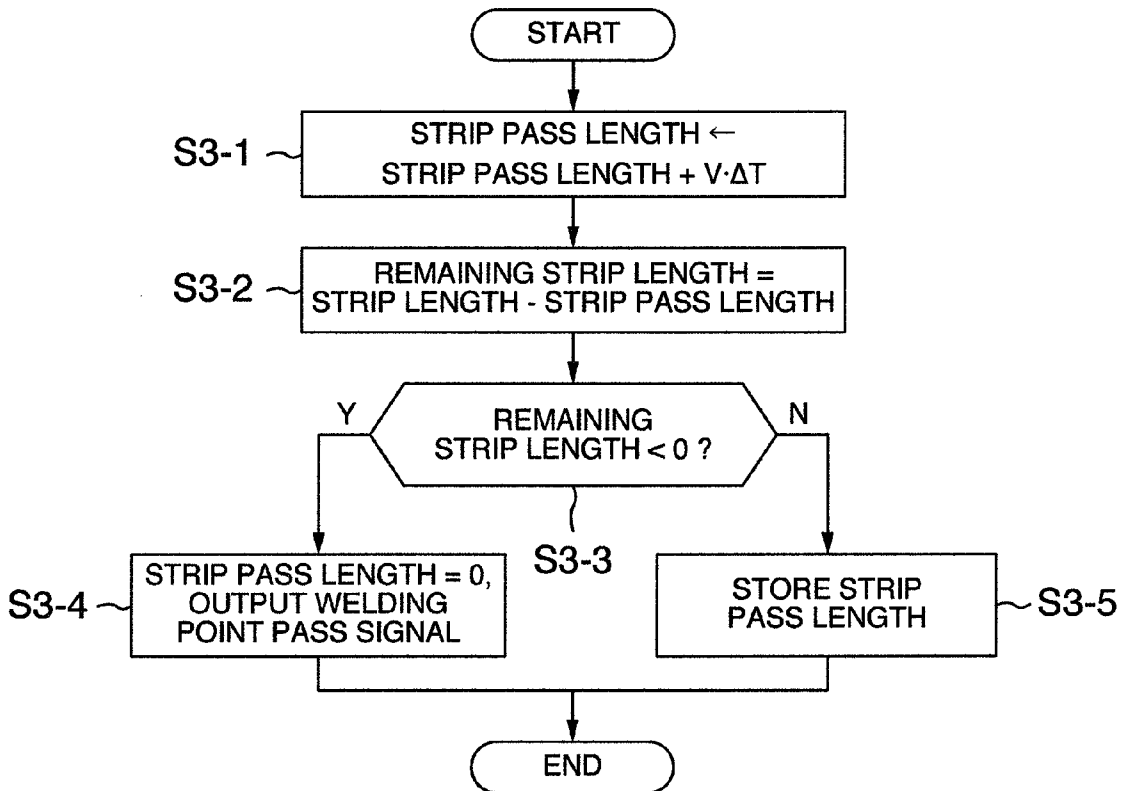 START
S3-1
STRIP PASS LENGTH ←
STRIP PASS LENGTH + V·ΔT
S3-2
REMAINING STRIP LENGTH =
STRIP LENGTH - STRIP PASS LENGTH
Y
REMAINING
STRIP LENGTH < 0 ?
N
S3-3
S3-4
STRIP PASS LENGTH = 0,
OUTPUT WELDING
POINT PASS SIGNAL
STORE STRIP
PASS LENGTH
S3-5
END